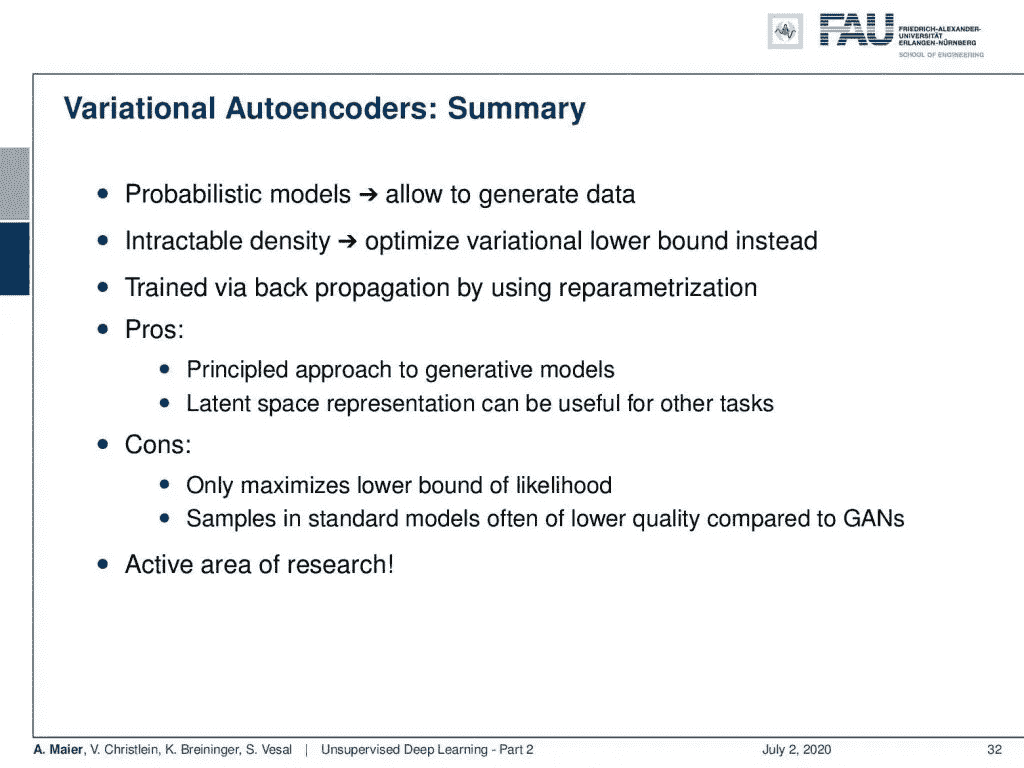 FAU
FRIEDRICH-ALEXANDER-
UNIVERSITÄT
ERLANGEN-NÜRNBERG
SCHOOL OF ENGINEERING
Variational Autoencoders: Summary
• Probabilistic models ➔ allow to generate data
• Intractable density ➔ optimize variational lower bound instead
• Trained via back propagation by using reparametrization
• Pros:
• Principled approach to generative models
• Latent space representation can be useful for other tasks
• Cons:
• Only maximizes lower bound of likelihood
• Samples in standard models often of lower quality compared to GANs
• Active area of research!
A. Maier, V. Christlein, K. Breininger, S. Vesal | Unsupervised Deep Learning - Part 2 July 2, 2020 32